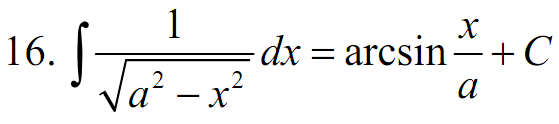 16. ∫ 1/√(a² − x²) dx = arcsin x/a + C